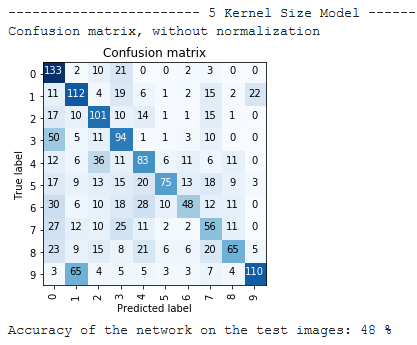 ------------------------ 5 Kernel Size Model ------
Confusion matrix, without normalization
Confusion matrix
0 133 2 10 21 0 0 2 3 0 0
1 11 112 4 19 6 1 2 15 2 22
2 17 10 101 10 14 1 1 15 1 0
3 50 5 11 94 1 1 3 10 0 0
4 12 6 36 11 83 6 11 6 11 0
5 17 9 13 15 20 75 13 18 9 3
6 30 6 10 18 28 10 48 12 11 0
7 27 12 10 25 11 2 2 56 11 0
8 23 9 15 8 21 6 6 20 65 5
9 3 65 4 5 5 3 3 7 4 110
True label
0 1 2 3 4 5 6 7 8 9
Predicted label
Accuracy of the network on the test images: 48 %